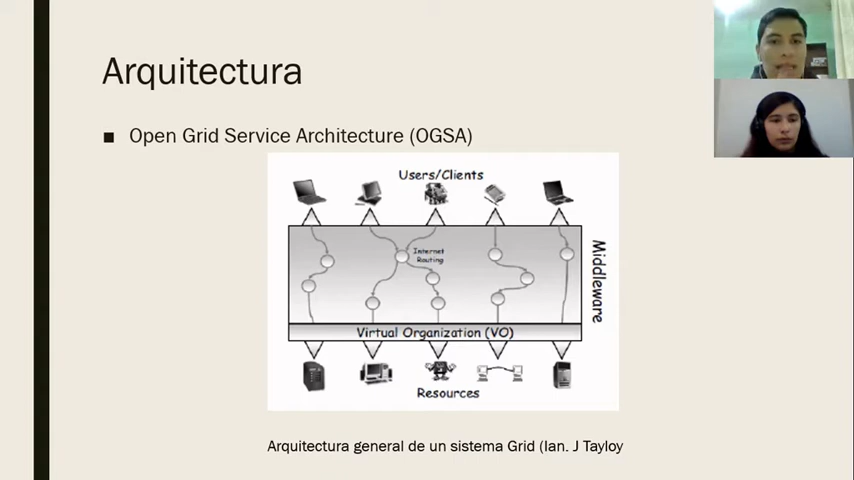 Arquitectura
■ Open Grid Service Architecture (OGSA)
Users/Clients
Internet
Routing
Middleware
Virtual Organization (VO)
Resources
Arquitectura general de un sistema Grid (Ian. J Tayloy